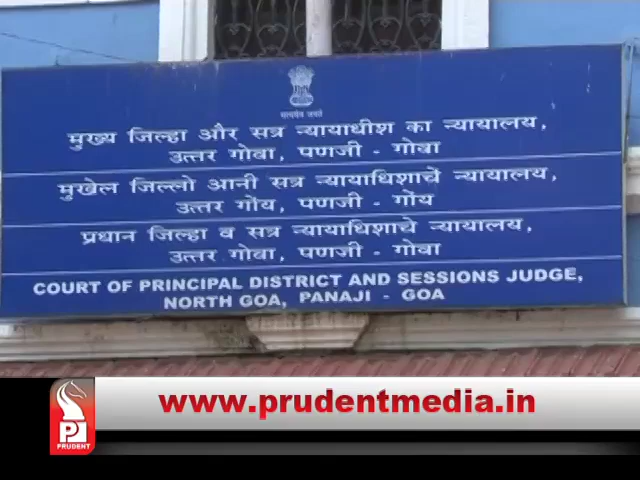 सत्यमेव जयते
मुख्य जिल्हा और सत्र न्यायाधीश का न्यायालय,
उत्तर गोवा, पणजी - गोवा
मुखेल जिल्लो आनी सत्र न्यायाधिशाचें न्यायालय,
उत्तर गोंय, पणजी - गोंय
प्रधान जिल्हा व सत्र न्यायाधिशाचे न्यायालय,
उत्तर गोवा, पणजी - गोवा
COURT OF PRINCIPAL DISTRICT AND SESSIONS JUDGE,
NORTH GOA, PANAJI - GOA
www.prudentmedia.in
PRUDENT